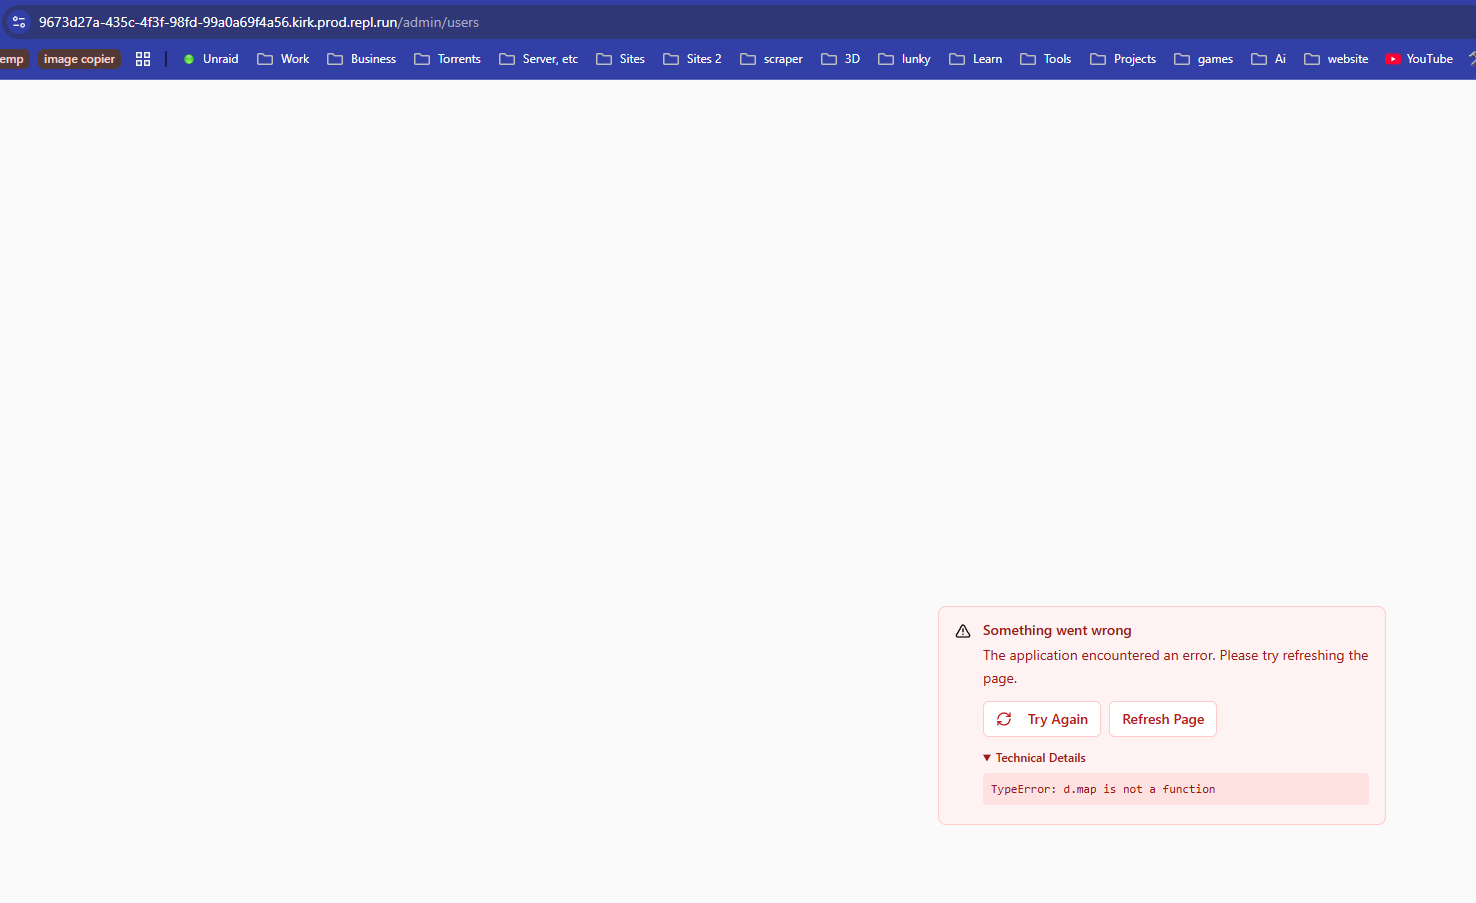 9673d27a-435c-4f3f-98fd-99a0a69f4a56.kirk.prod.repl.run/admin/users
emp image copier Unraid Work Business Torrents Server, etc Sites Sites 2 scraper 3D lunky Learn Tools Projects games Ai website YouTube
Something went wrong
The application encountered an error. Please try refreshing the
page.
Try Again Refresh Page
▼ Technical Details
TypeError: d.map is not a function